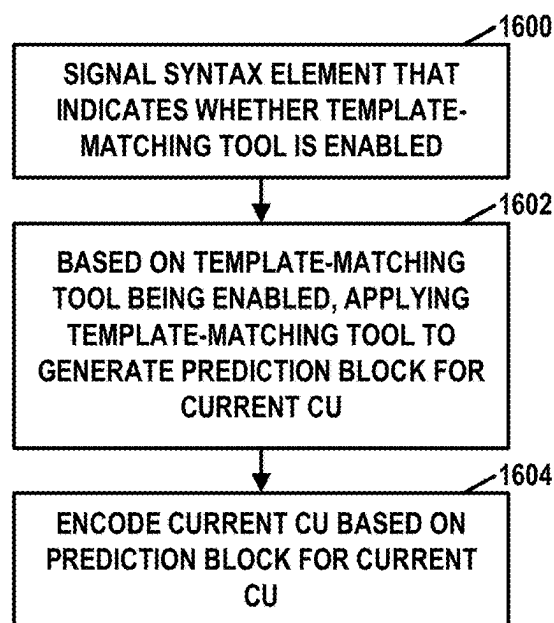 1600
SIGNAL SYNTAX ELEMENT THAT
INDICATES WHETHER TEMPLATE-
MATCHING TOOL IS ENABLED
1602
BASED ON TEMPLATE-MATCHING
TOOL BEING ENABLED, APPLYING
TEMPLATE-MATCHING TOOL TO
GENERATE PREDICTION BLOCK FOR
CURRENT CU
1604
ENCODE CURRENT CU BASED ON
PREDICTION BLOCK FOR CURRENT
CU